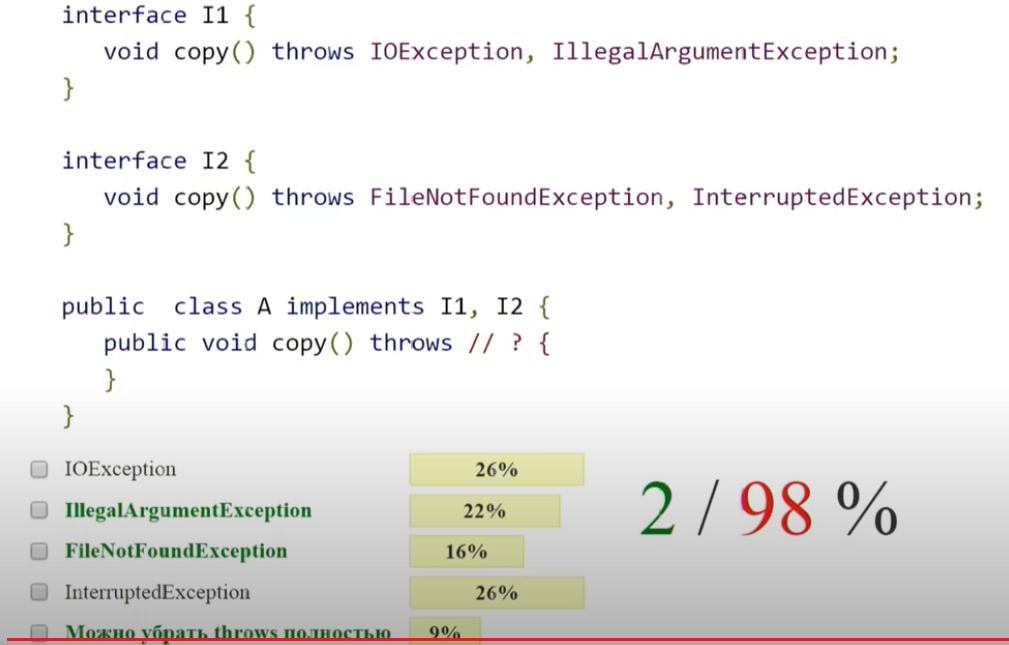 interface I1 {
void copy() throws IOException, IllegalArgumentException;
}
interface I2 {
void copy() throws FileNotFoundException, InterruptedException;
}
public class A implements I1, I2 {
public void copy() throws // ? {
}
}
IOException 26%
IllegalArgumentException 22%
FileNotFoundException 16%
InterruptedException 26%
Можно убрать throws полностью 9%
2 / 98 %